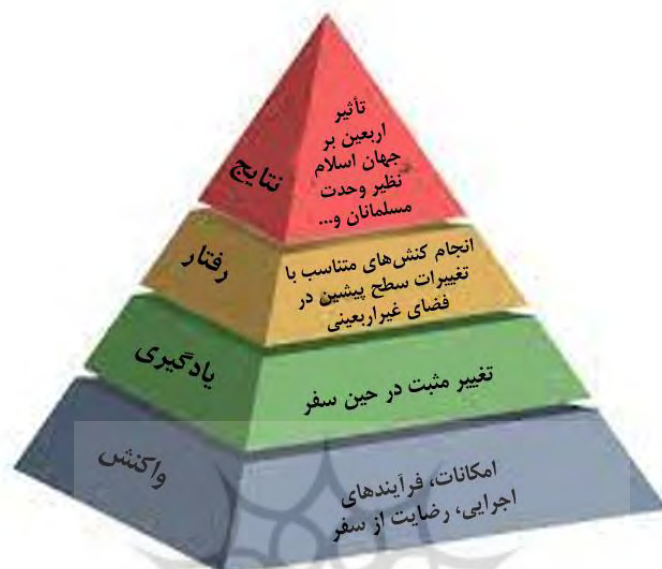 تأثیر
اربعین بر
جهان اسلام
نظیر وحدت
مسلمانان و...
نتایج
انجام کنش‌های متناسب با
تغییرات سطح پیشین در
فضای غیراربعینی
رفتار
تغییر مثبت در حین سفر
یادگیری
امکانات، فرآیندهای
اجرایی، رضایت از سفر
واکنش